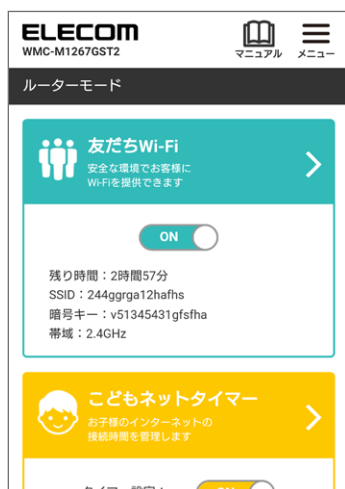 ELECOM
WMC-M1267GST2
マニュアル
メニュー
ルーターモード
友だちWi-Fi
安全な環境でお客様に
Wi-Fiを提供できます
ON
残り時間：2時間57分
SSID：244ggrga12hafhs
暗号キー：v51345431gfsfha
帯域：2.4GHz
こどもネットタイマー
お子様のインターネットの
接続時間を管理します